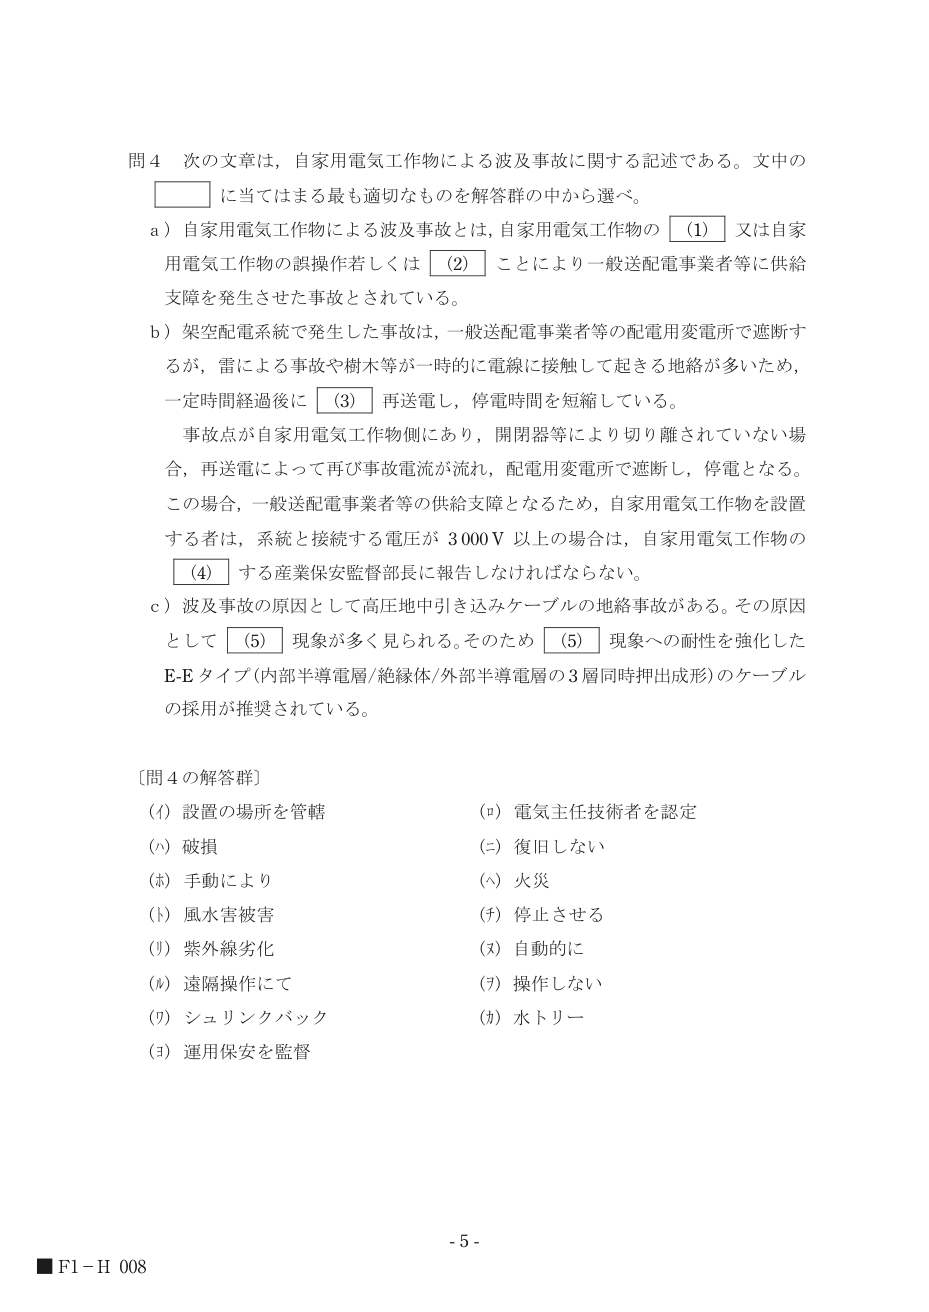 問４　次の文章は，自家用電気工作物による波及事故に関する記述である。文中の
に当てはまる最も適切なものを解答群の中から選べ。
ａ）自家用電気工作物による波及事故とは，自家用電気工作物の (1) 又は自家
用電気工作物の誤操作若しくは (2) ことにより一般送配電事業者等に供給
支障を発生させた事故とされている。
ｂ）架空配電系統で発生した事故は，一般送配電事業者等の配電用変電所で遮断す
るが，雷による事故や樹木等が一時的に電線に接触して起きる地絡が多いため，
一定時間経過後に (3) 再送電し，停電時間を短縮している。
事故点が自家用電気工作物側にあり，開閉器等により切り離されていない場
合，再送電によって再び事故電流が流れ，配電用変電所で遮断し，停電となる。
この場合，一般送配電事業者等の供給支障となるため，自家用電気工作物を設置
する者は，系統と接続する電圧が 3 000 V 以上の場合は，自家用電気工作物の
(4) する産業保安監督部長に報告しなければならない。
ｃ）波及事故の原因として高圧地中引き込みケーブルの地絡事故がある。その原因
として (5) 現象が多く見られる。そのため (5) 現象への耐性を強化した
E-E タイプ（内部半導電層/絶縁体/外部半導電層の３層同時押出成形）のケーブル
の採用が推奨されている。
〔問４の解答群〕
(ｲ) 設置の場所を管轄　(ﾛ) 電気主任技術者を認定
(ﾊ) 破損　(ﾆ) 復旧しない
(ﾎ) 手動により　(ﾍ) 火災
(ﾄ) 風水害被害　(ﾁ) 停止させる
(ﾘ) 紫外線劣化　(ﾇ) 自動的に
(ﾙ) 遠隔操作にて　(ｦ) 操作しない
(ﾜ) シュリンクバック　(ｶ) 水トリー
(ﾖ) 運用保安を監督
- 5 -
■ F1－H 008